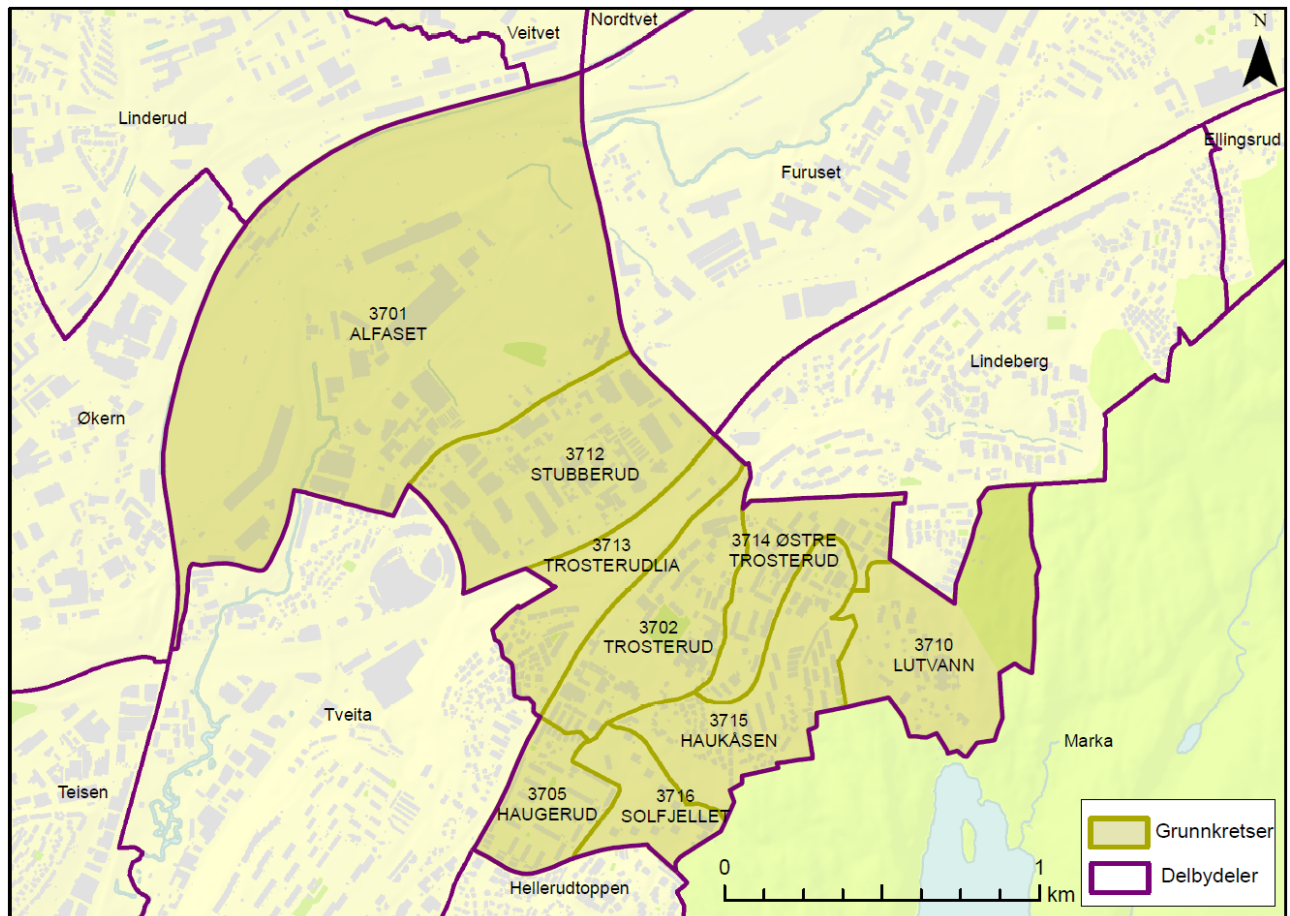 Nordtvet
Veitvet
N
Linderud
Ellingsrud
Furuset
3701
ALFASET
Lindeberg
Økern
3712
STUBBERUD
3714 ØSTRE
TROSTERUD
3713
TROSTERUDLIA
3702
TROSTERUD
3710
LUTVANN
Tveita
3715
HAUKÅSEN
Marka
Teisen
3705
HAUGERUD
3716
SOLFJELLET
Grunnkretser
0 1
km
Delbydeler
Hellerudtoppen